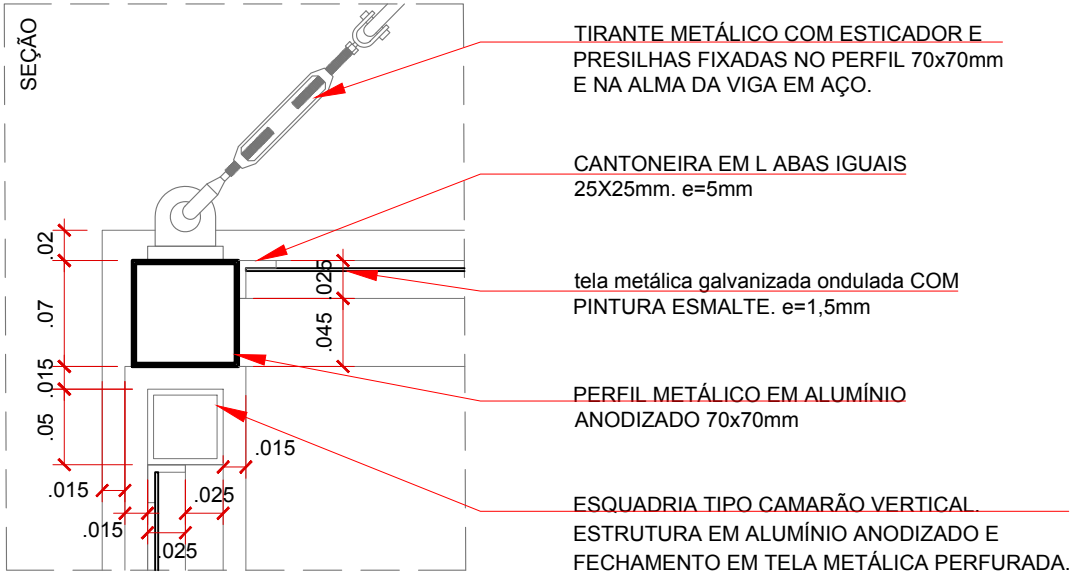 SEÇÃO
TIRANTE METÁLICO COM ESTICADOR E
PRESILHAS FIXADAS NO PERFIL 70x70mm
E NA ALMA DA VIGA EM AÇO.
CANTONEIRA EM L ABAS IGUAIS
25X25mm. e=5mm
tela metálica galvanizada ondulada COM
PINTURA ESMALTE. e=1,5mm
PERFIL METÁLICO EM ALUMÍNIO
ANODIZADO 70x70mm
ESQUADRIA TIPO CAMARÃO VERTICAL.
ESTRUTURA EM ALUMÍNIO ANODIZADO E
FECHAMENTO EM TELA METÁLICA PERFURADA.
.02
.07
.015
.05
.025
.045
.015
.015
.025
.015
.025